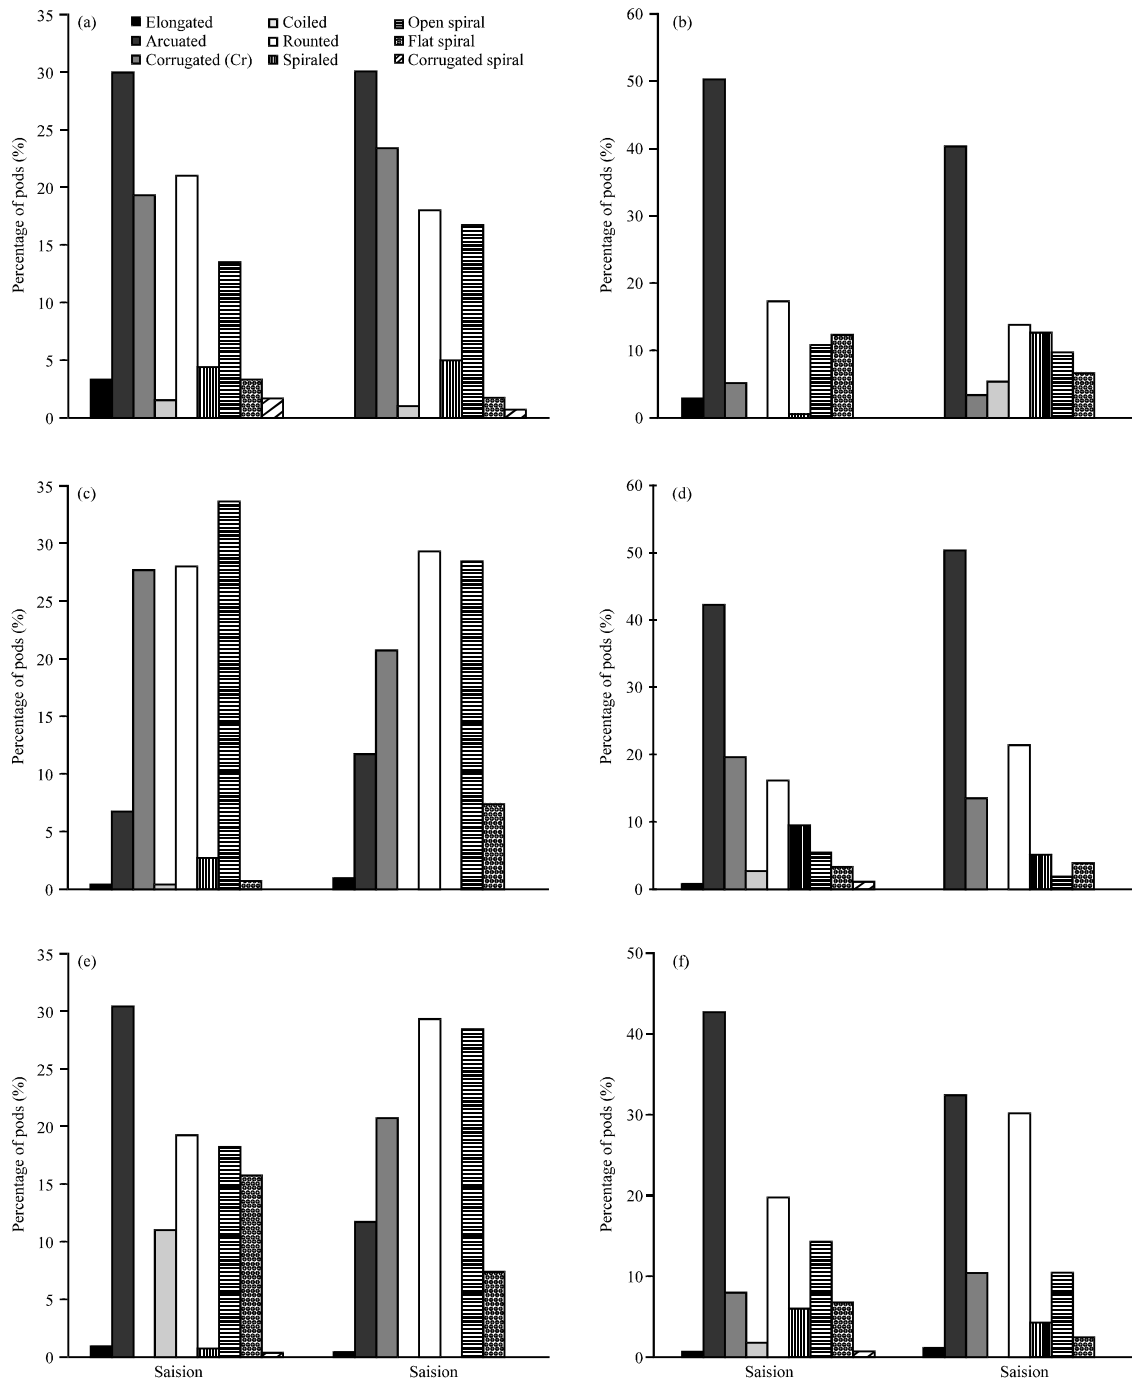 (a)
Elongated
Arcuated
Corrugated (Cr)
Coiled
Rounted
Spiraled
Open spiral
Flat spiral
Corrugated spiral
Percentage of pods (%)
35
30
25
20
15
10
5
0
(b)
Percentage of pods (%)
60
50
40
30
20
10
0
(c)
Percentage of pods (%)
35
30
25
20
15
10
5
0
(d)
Percentage of pods (%)
60
50
40
30
20
10
0
(e)
Percentage of pods (%)
35
30
25
20
15
10
5
0
Saision
Saision
(f)
Percentage of pods (%)
50
40
30
20
10
0
Saision
Saision